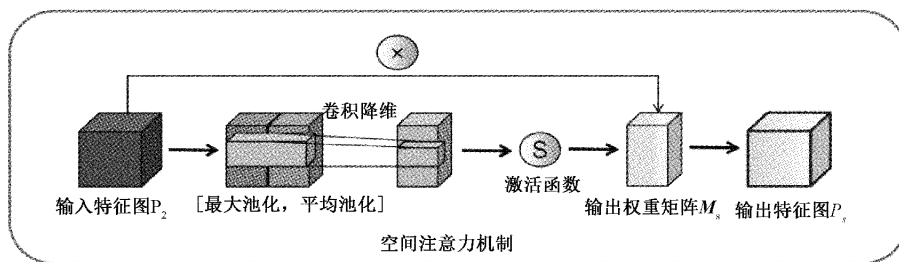 ×
卷积降维
S
激活函数
输入特征图P₂
[最大池化，平均池化]
输出权重矩阵Mₛ
输出特征图Pₛ
空间注意力机制